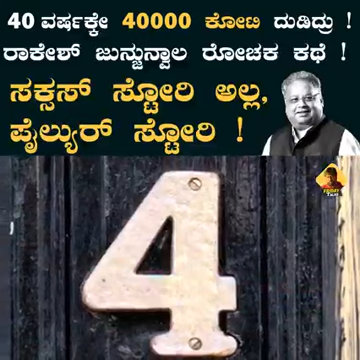 40 ವರ್ಷಕ್ಕೇ 40000 ಕೋಟಿ ದುಡಿದ್ರು !
ರಾಕೇಶ್ ಜುನ್ಜುನ್ವಾಲ ರೋಚಕ ಕಥೆ !
ಸಕ್ಸಸ್ ಸ್ಟೋರಿ ಅಲ್ಲ,
ಫೈಲ್ಯುರ್ ಸ್ಟೋರಿ !
4